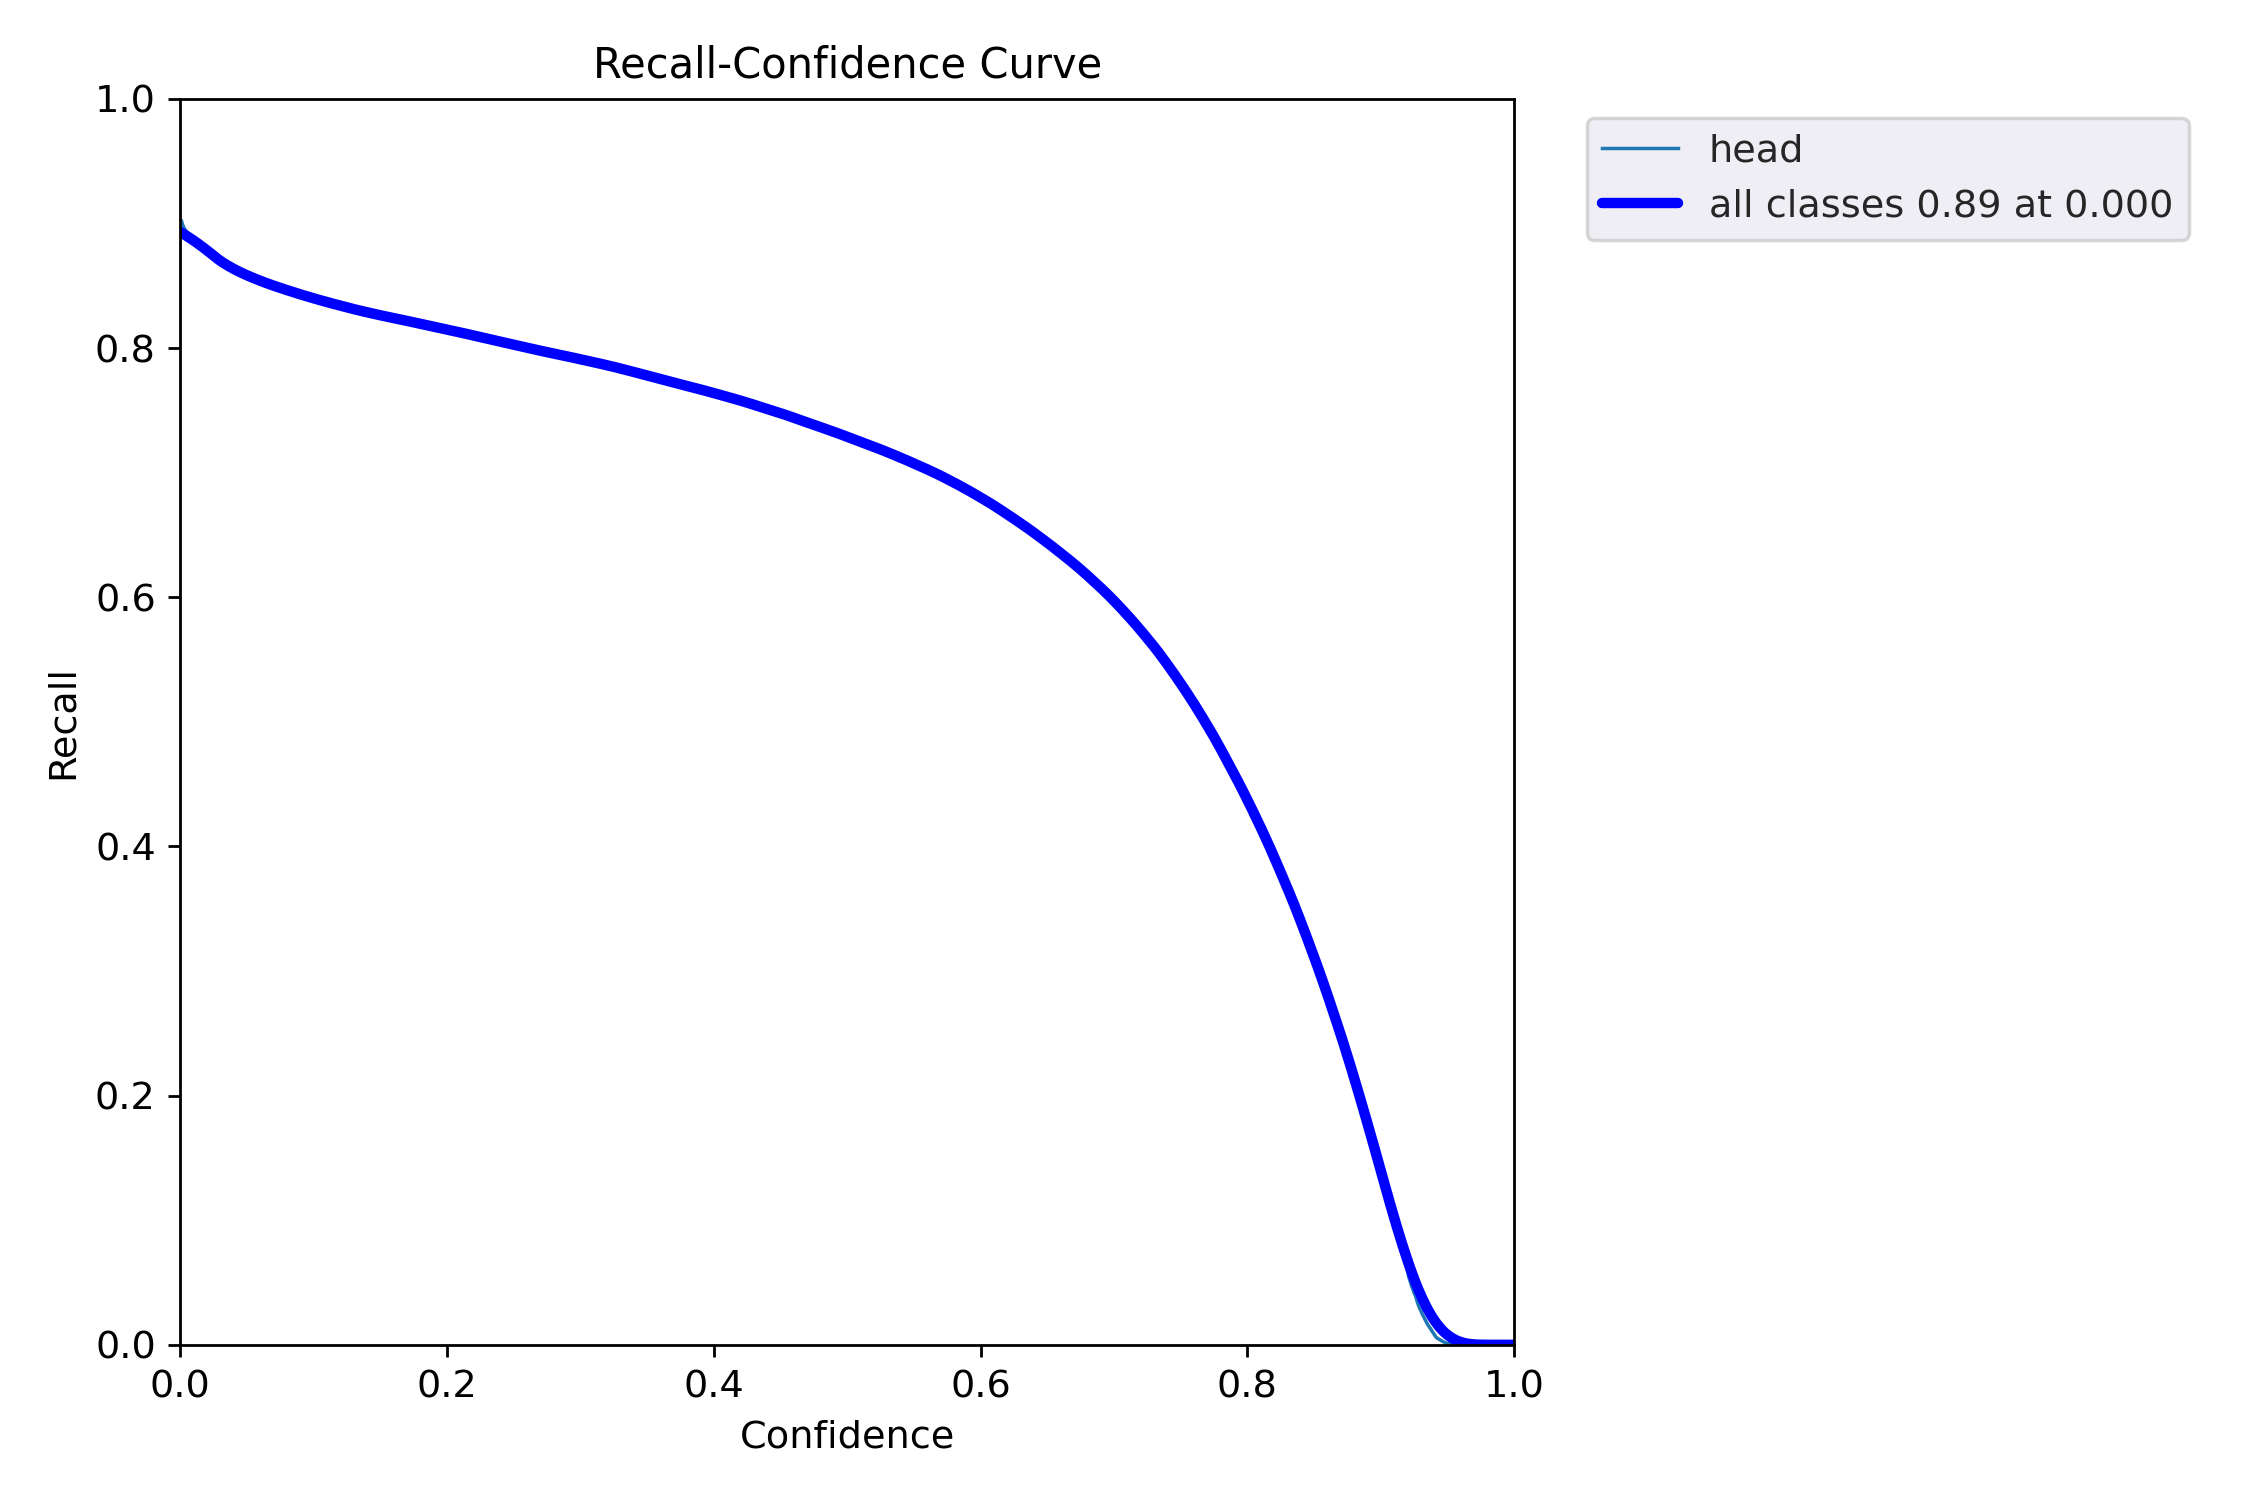 Recall-Confidence Curve
1.0
0.8
0.6
0.4
0.2
0.0
Recall
0.0 0.2 0.4 0.6 0.8 1.0
Confidence
head
all classes 0.89 at 0.000